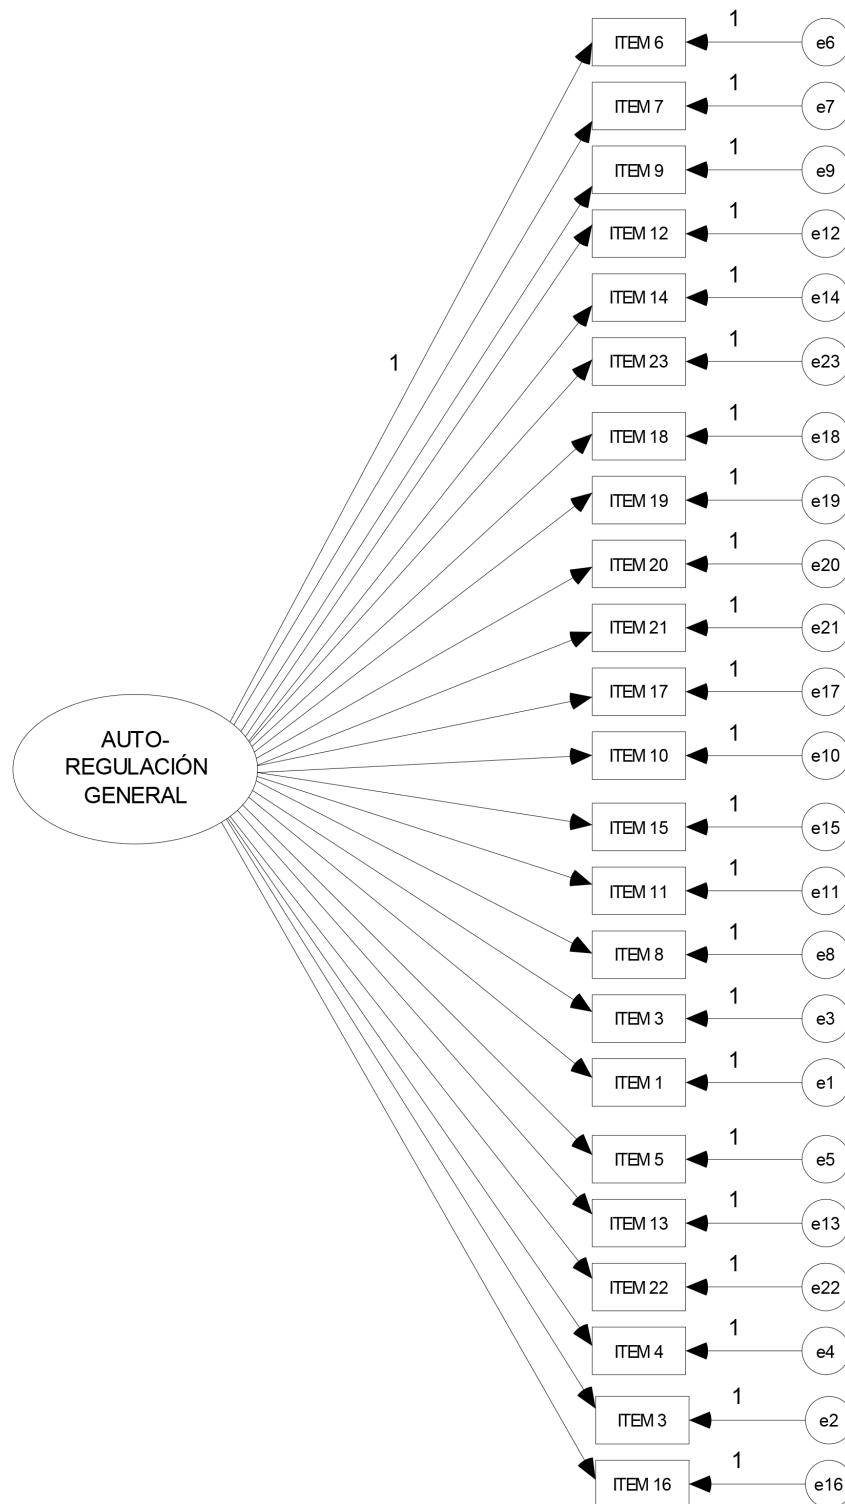 ITEM 6 1 e6
ITEM 7 1 e7
ITEM 9 1 e9
ITEM 12 1 e12
ITEM 14 1 e14
1
ITEM 23 1 e23
ITEM 18 1 e18
ITEM 19 1 e19
ITEM 20 1 e20
ITEM 21 1 e21
ITEM 17 1 e17
AUTO-
REGULACIÓN
GENERAL
ITEM 10 1 e10
ITEM 15 1 e15
ITEM 11 1 e11
ITEM 8 1 e8
ITEM 3 1 e3
ITEM 1 1 e1
ITEM 5 1 e5
ITEM 13 1 e13
ITEM 22 1 e22
ITEM 4 1 e4
ITEM 3 1 e2
ITEM 16 1 e16